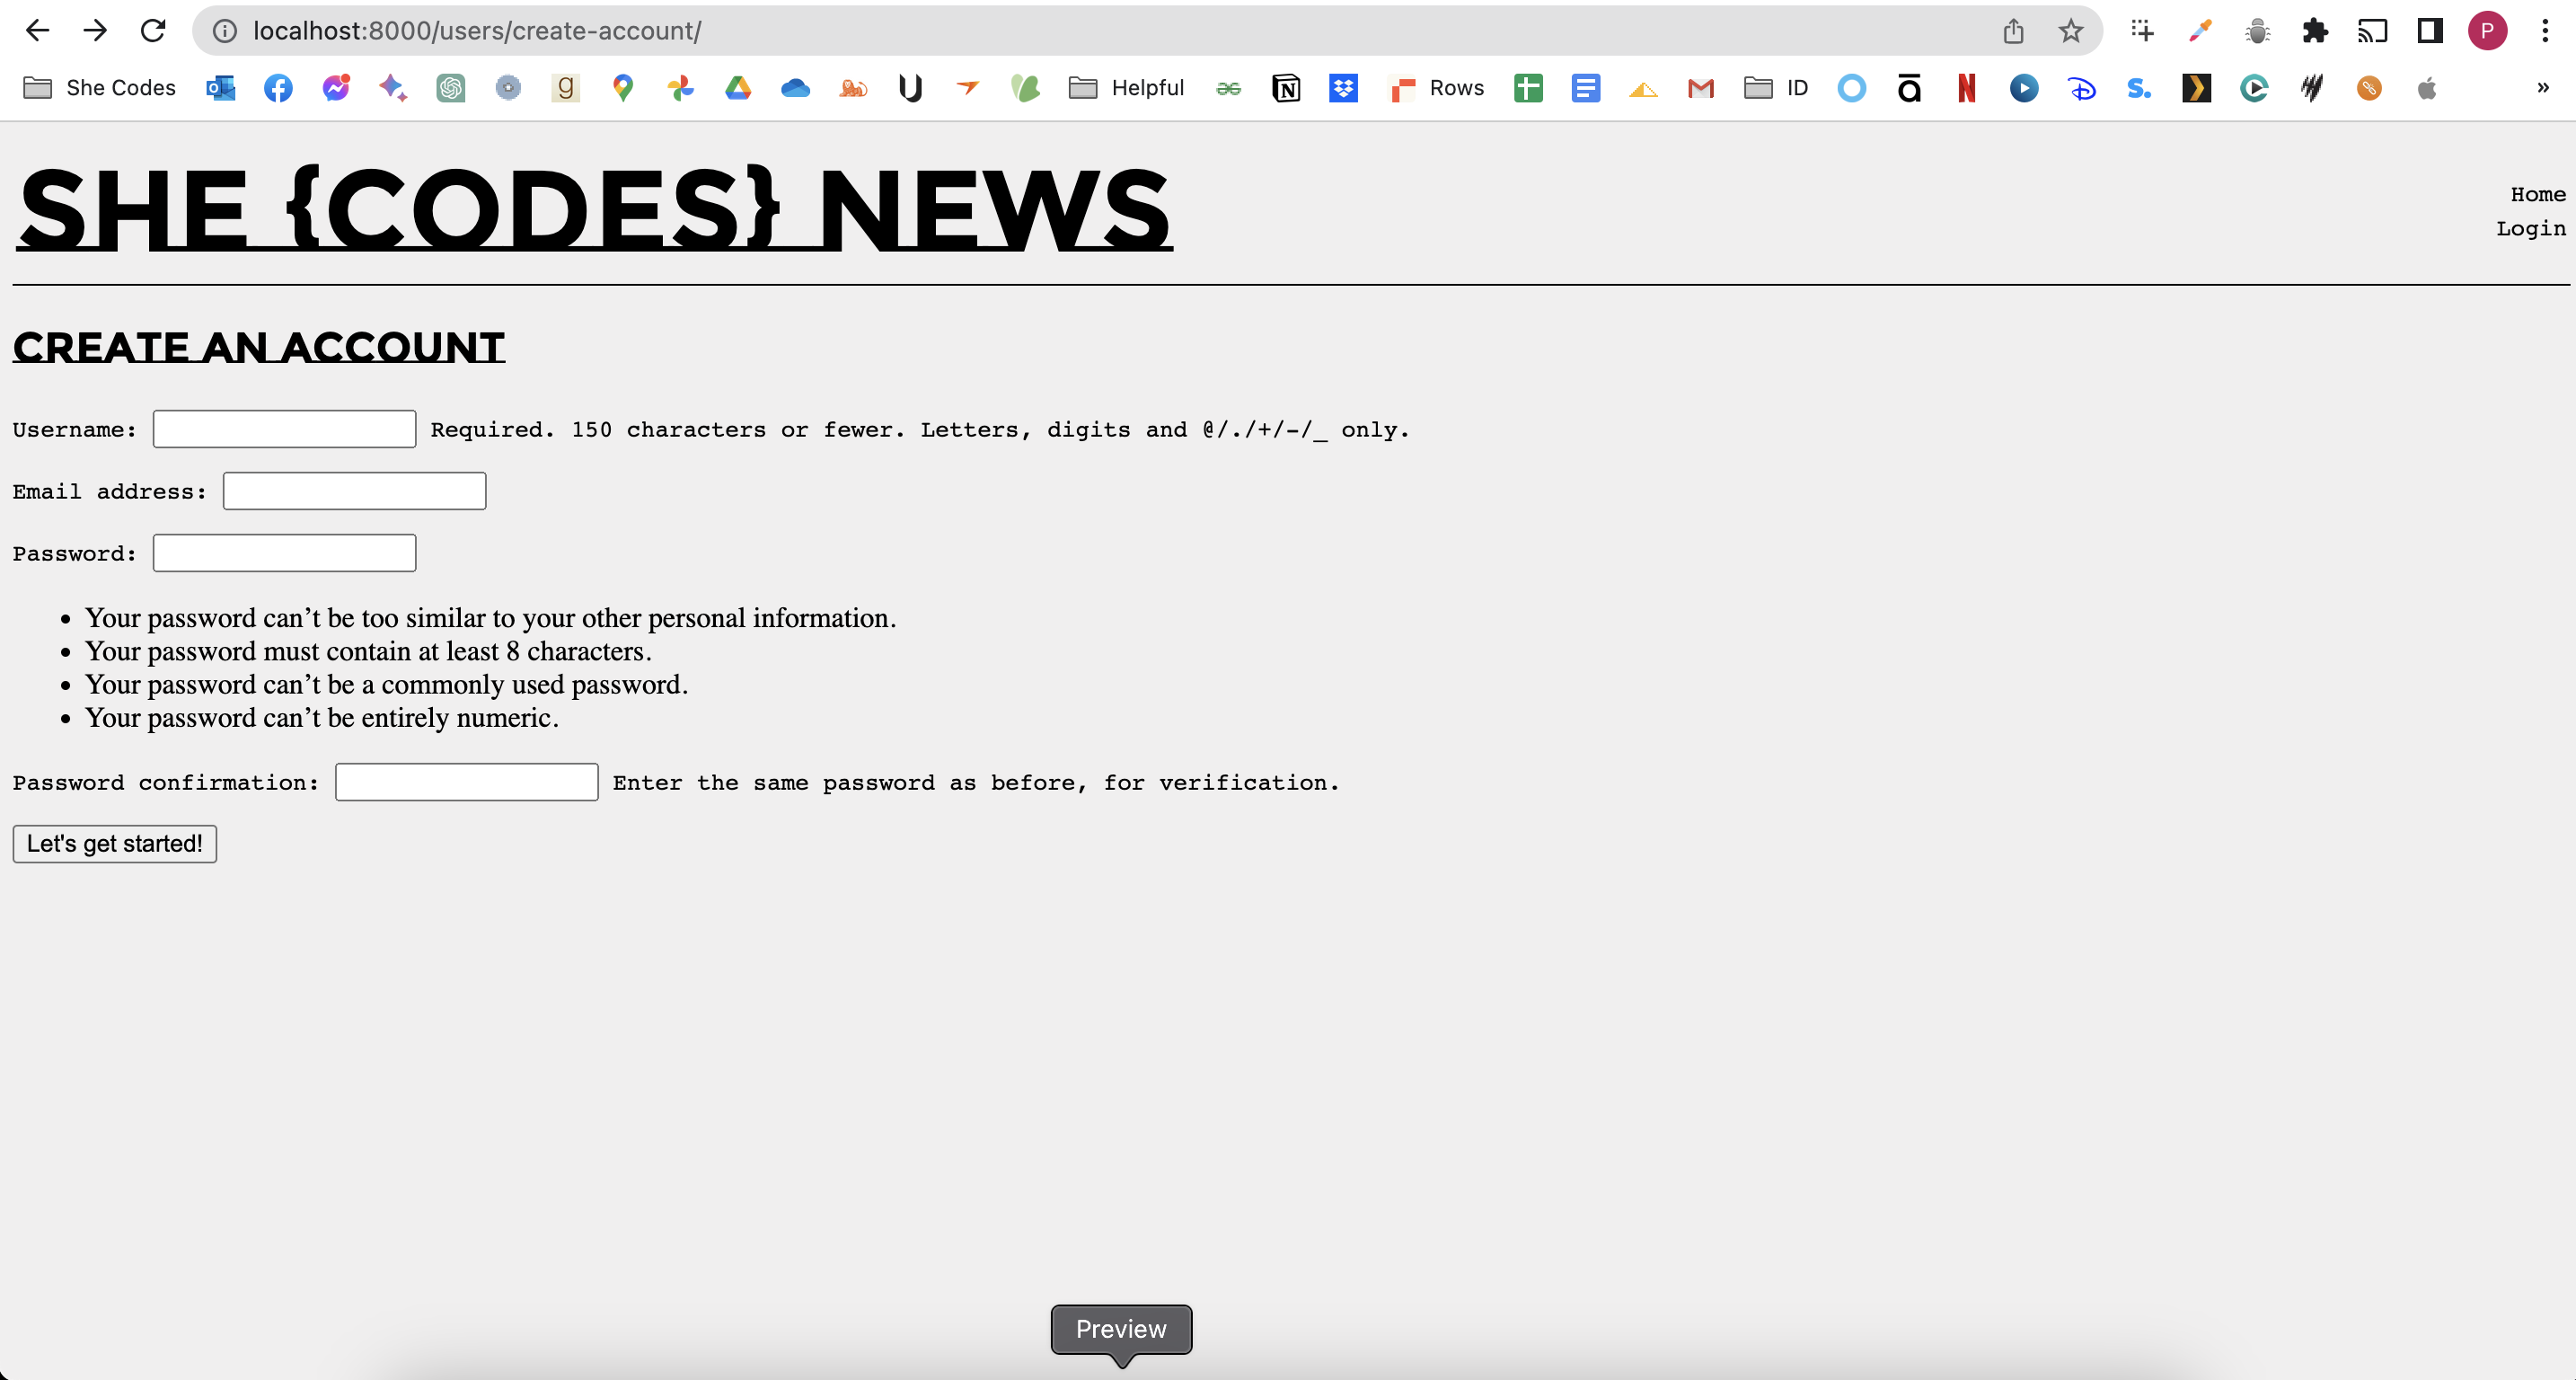 localhost:8000/users/create-account/
P
She Codes
g
Helpful
N
Rows
ID
SHE {CODES} NEWS
Home
Login
CREATE AN ACCOUNT
Username: Required. 150 characters or fewer. Letters, digits and @/./+/-/_ only.
Email address:
Password:
• Your password can’t be too similar to your other personal information.
• Your password must contain at least 8 characters.
• Your password can’t be a commonly used password.
• Your password can’t be entirely numeric.
Password confirmation: Enter the same password as before, for verification.
Let's get started!
Preview